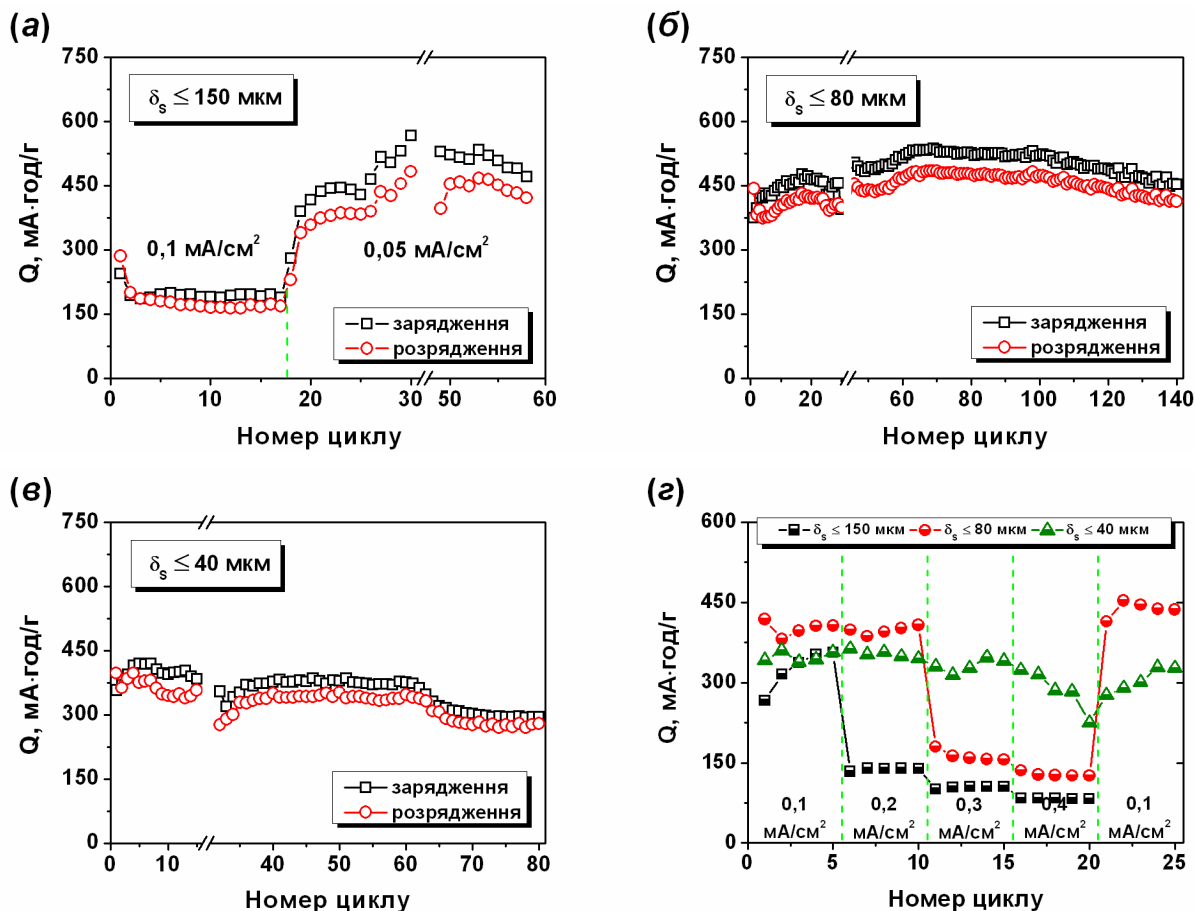 (а)
750
600
450
300
150
0
Q, мА·год/г
δs ≤ 150 мкм
0,1 мА/см²
0,05 мА/см²
зарядження
розрядження
0 10 20 30 50 60
Номер циклу
(б)
750
600
450
300
150
0
Q, мА·год/г
δs ≤ 80 мкм
зарядження
розрядження
0 20 60 80 100 120 140
Номер циклу
(в)
750
600
450
300
150
0
Q, мА·год/г
δs ≤ 40 мкм
зарядження
розрядження
0 10 40 50 60 70 80
Номер циклу
(г)
600
450
300
150
0
Q, мА·год/г
δs ≤ 150 мкм δs ≤ 80 мкм δs ≤ 40 мкм
0,1 0,2 0,3 0,4 0,1
мА/см² мА/см² мА/см² мА/см² мА/см²
0 5 10 15 20 25
Номер циклу